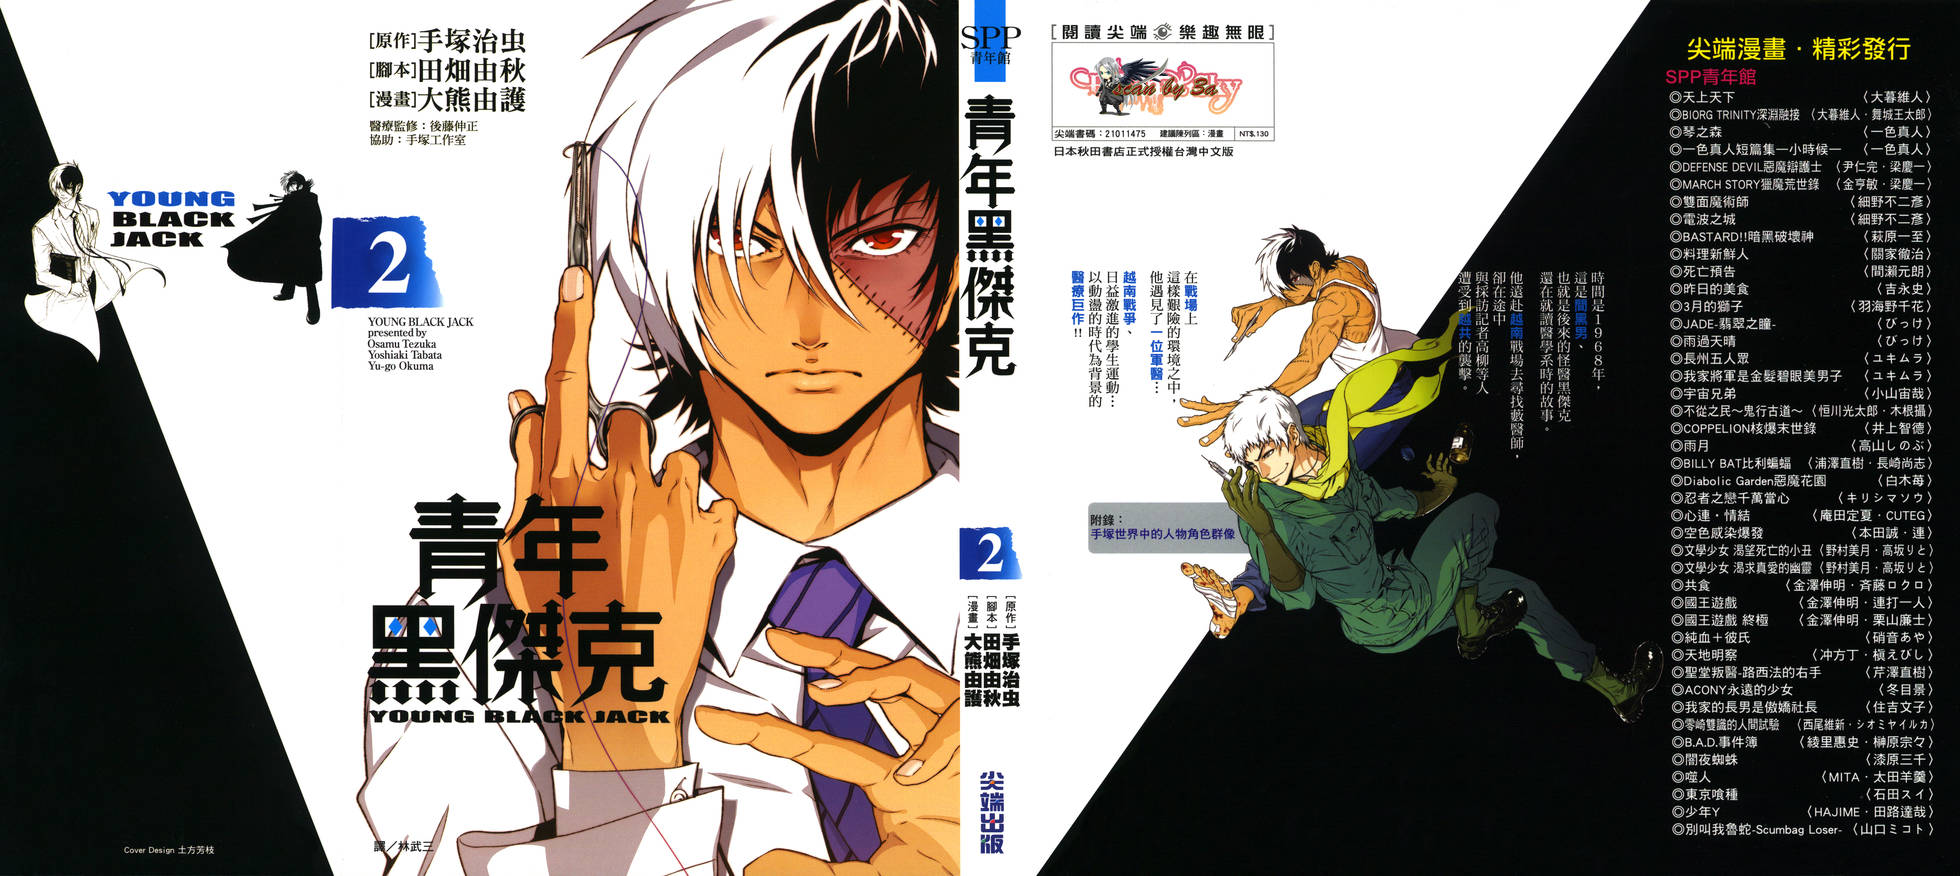 YOUNG
BLACK
JACK
Cover Design 土方芳枝
[原作]手塚治虫
[腳本]田畑由秋
[漫畫]大熊由護
醫療監修：後藤伸正
協助：手塚工作室
2
YOUNG BLACK JACK
presented by
Osamu Tezuka
Yoshiaki Tabata
Yu-go Okuma
青年
黑傑克
YOUNG BLACK JACK
譯／林武三
SPP
青年館
青年黑傑克
2
[原作]手塚治虫
[腳本]田畑由秋
[漫畫]大熊由護
尖端出版
[閱讀尖端 樂趣無限]
scan by 3a
尖端書碼：21011475 建議陳列區：漫畫 NT$.130
日本秋田書店正式授權台灣中文版
時間是1968年，
這是間黑男、
也就是後來的怪醫黑傑克
還在就讀醫學系時的故事。
他遠赴越南戰場去尋找藪醫師，
卻在途中
與採訪記者高柳等人
遭受到越共的襲擊。
在戰場上
這樣艱險的環境之中，
他遇見了一位軍醫…
越南戰爭、
日益激進的學生運動…
以動盪的時代為背景的
醫療巨作!!
附錄：
手塚世界中的人物角色群像
尖端漫畫．精彩發行
SPP青年館
◎天上天下〈大暮維人〉
◎BIORG TRINITY深淵融接〈大暮維人．舞城王太郎〉
◎琴之森〈一色真人〉
◎一色真人短篇集—小時候—〈一色真人〉
◎DEFENSE DEVIL惡魔辯護士〈尹仁完．梁慶一〉
◎MARCH STORY獵魔荒世錄〈金亨敏．梁慶一〉
◎雙面魔術師〈細野不二彥〉
◎電波之城〈細野不二彥〉
◎BASTARD!!暗黑破壞神〈萩原一至〉
◎料理新鮮人〈關家徹治〉
◎死亡預告〈間瀨元朗〉
◎昨日的美食〈吉永史〉
◎3月的獅子〈羽海野千花〉
◎JADE-翡翠之瞳-〈びっけ〉
◎雨過天晴〈びっけ〉
◎長州五人眾〈ユキムラ〉
◎我家將軍是金髮碧眼美男子〈ユキムラ〉
◎宇宙兄弟〈小山宙哉〉
◎不從之民～鬼行古道～〈恒川光太郎．木根攝〉
◎COPPELION核爆末世錄〈井上智德〉
◎雨月〈高山しのぶ〉
◎BILLY BAT比利蝙蝠〈浦澤直樹．長崎尚志〉
◎Diabolic Garden惡魔花園〈白木苺〉
◎忍者之戀千萬當心〈キリシマソウ〉
◎心連．情結〈庵田定夏．CUTEG〉
◎空色感染爆發〈本田誠．連〉
◎文學少女 渴望死亡的小丑〈野村美月．高坂りと〉
◎文學少女 渴求真愛的幽靈〈野村美月．高坂りと〉
◎共食〈金澤伸明．斉藤ロクロ〉
◎國王遊戲〈金澤伸明．連打一人〉
◎國王遊戲 終極〈金澤伸明．栗山廉士〉
◎純血＋彼氏〈硝音あや〉
◎天地明察〈冲方丁．槇えびし〉
◎聖堂叛醫-路西法的右手〈芹澤直樹〉
◎ACONY永遠的少女〈冬目景〉
◎我家的長男是傲嬌社長〈住吉文子〉
◎零崎雙識的人間試驗〈西尾維新．シオミヤイルカ〉
◎B.A.D.事件簿〈綾里惠史．榊原宗々〉
◎闇夜蜘蛛〈漆原三千〉
◎噬人〈MITA．太田羊羹〉
◎東京喰種〈石田スイ〉
◎少年Y〈HAJIME．田路達哉〉
◎別叫我魯蛇-Scumbag Loser-〈山口ミコト〉